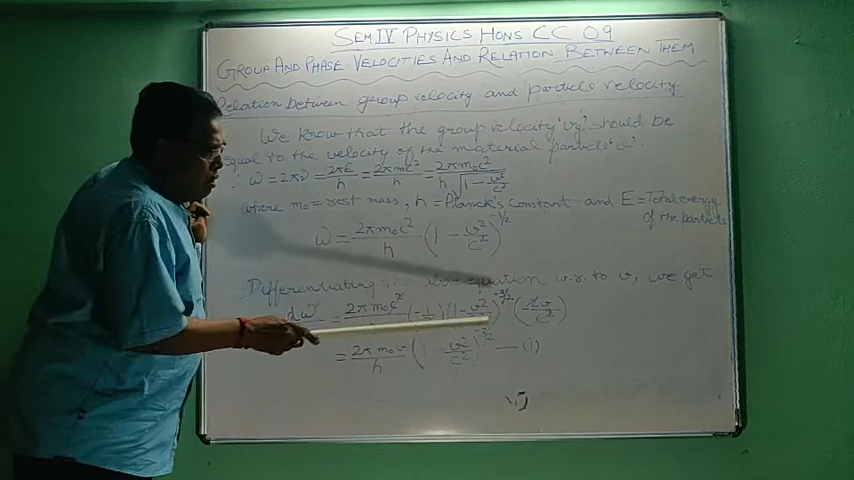 SEM IV PHYSICS HONS CC 09
GROUP AND PHASE VELOCITIES AND RELATION BETWEEN THEM
Relation between group velocity and particle velocity
We know that the group velocity 'vg' should be
equal to the velocity of the material particle 'v'.
∴ ω = 2πν = 2πE/h = 2πmc²/h = 2πm₀c²/h√(1 - v²/c²)
where m₀ = rest mass, h = Planck's constant and E = Total energy
of the particle
ω = 2πm₀c²/h (1 - v²/c²)^-1/2
Differentiating the equation w.r. to v, we get
dω = 2πm₀c²/h (-1/2)(1 - v²/c²)^-3/2 (-2v/c²)
= 2πm₀v/h (1 - v²/c²)^-3/2 — (i)